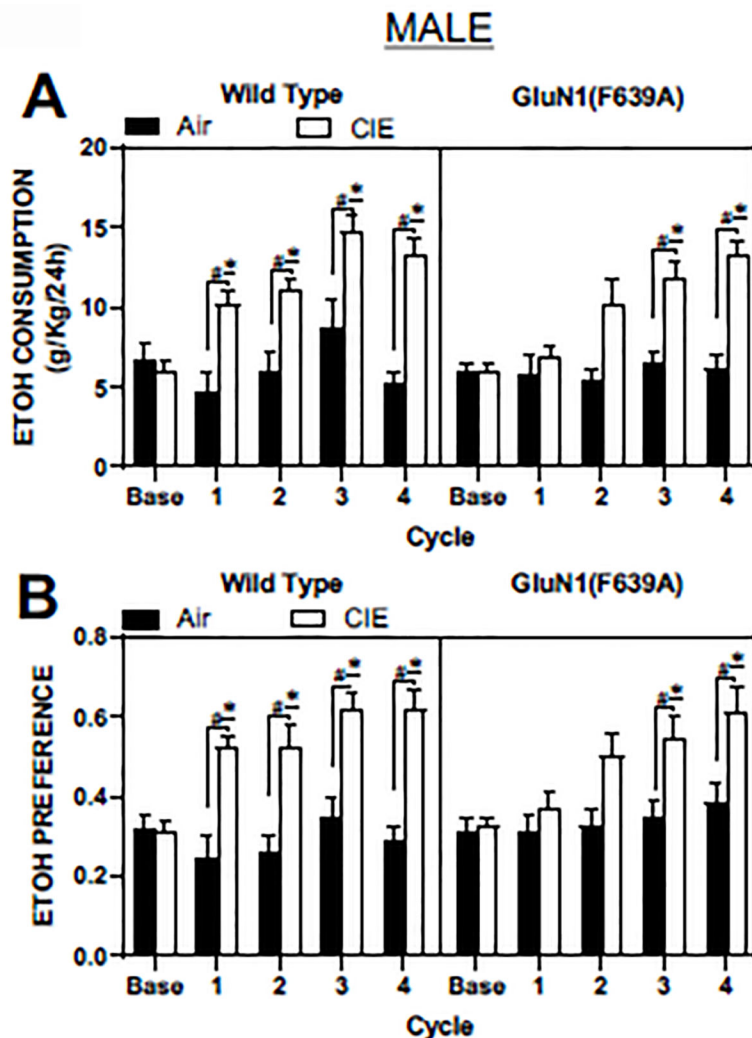 MALE
A
Wild Type GluN1(F639A)
Air CIE
ETOH CONSUMPTION
(g/Kg/24h)
20
15
10
5
0
#* #* #* #* #* #*
Base 1 2 3 4 Base 1 2 3 4
Cycle
B
Wild Type GluN1(F639A)
Air CIE
ETOH PREFERENCE
0.8
0.6
0.4
0.2
0.0
#* #* #* #* #* #*
Base 1 2 3 4 Base 1 2 3 4
Cycle